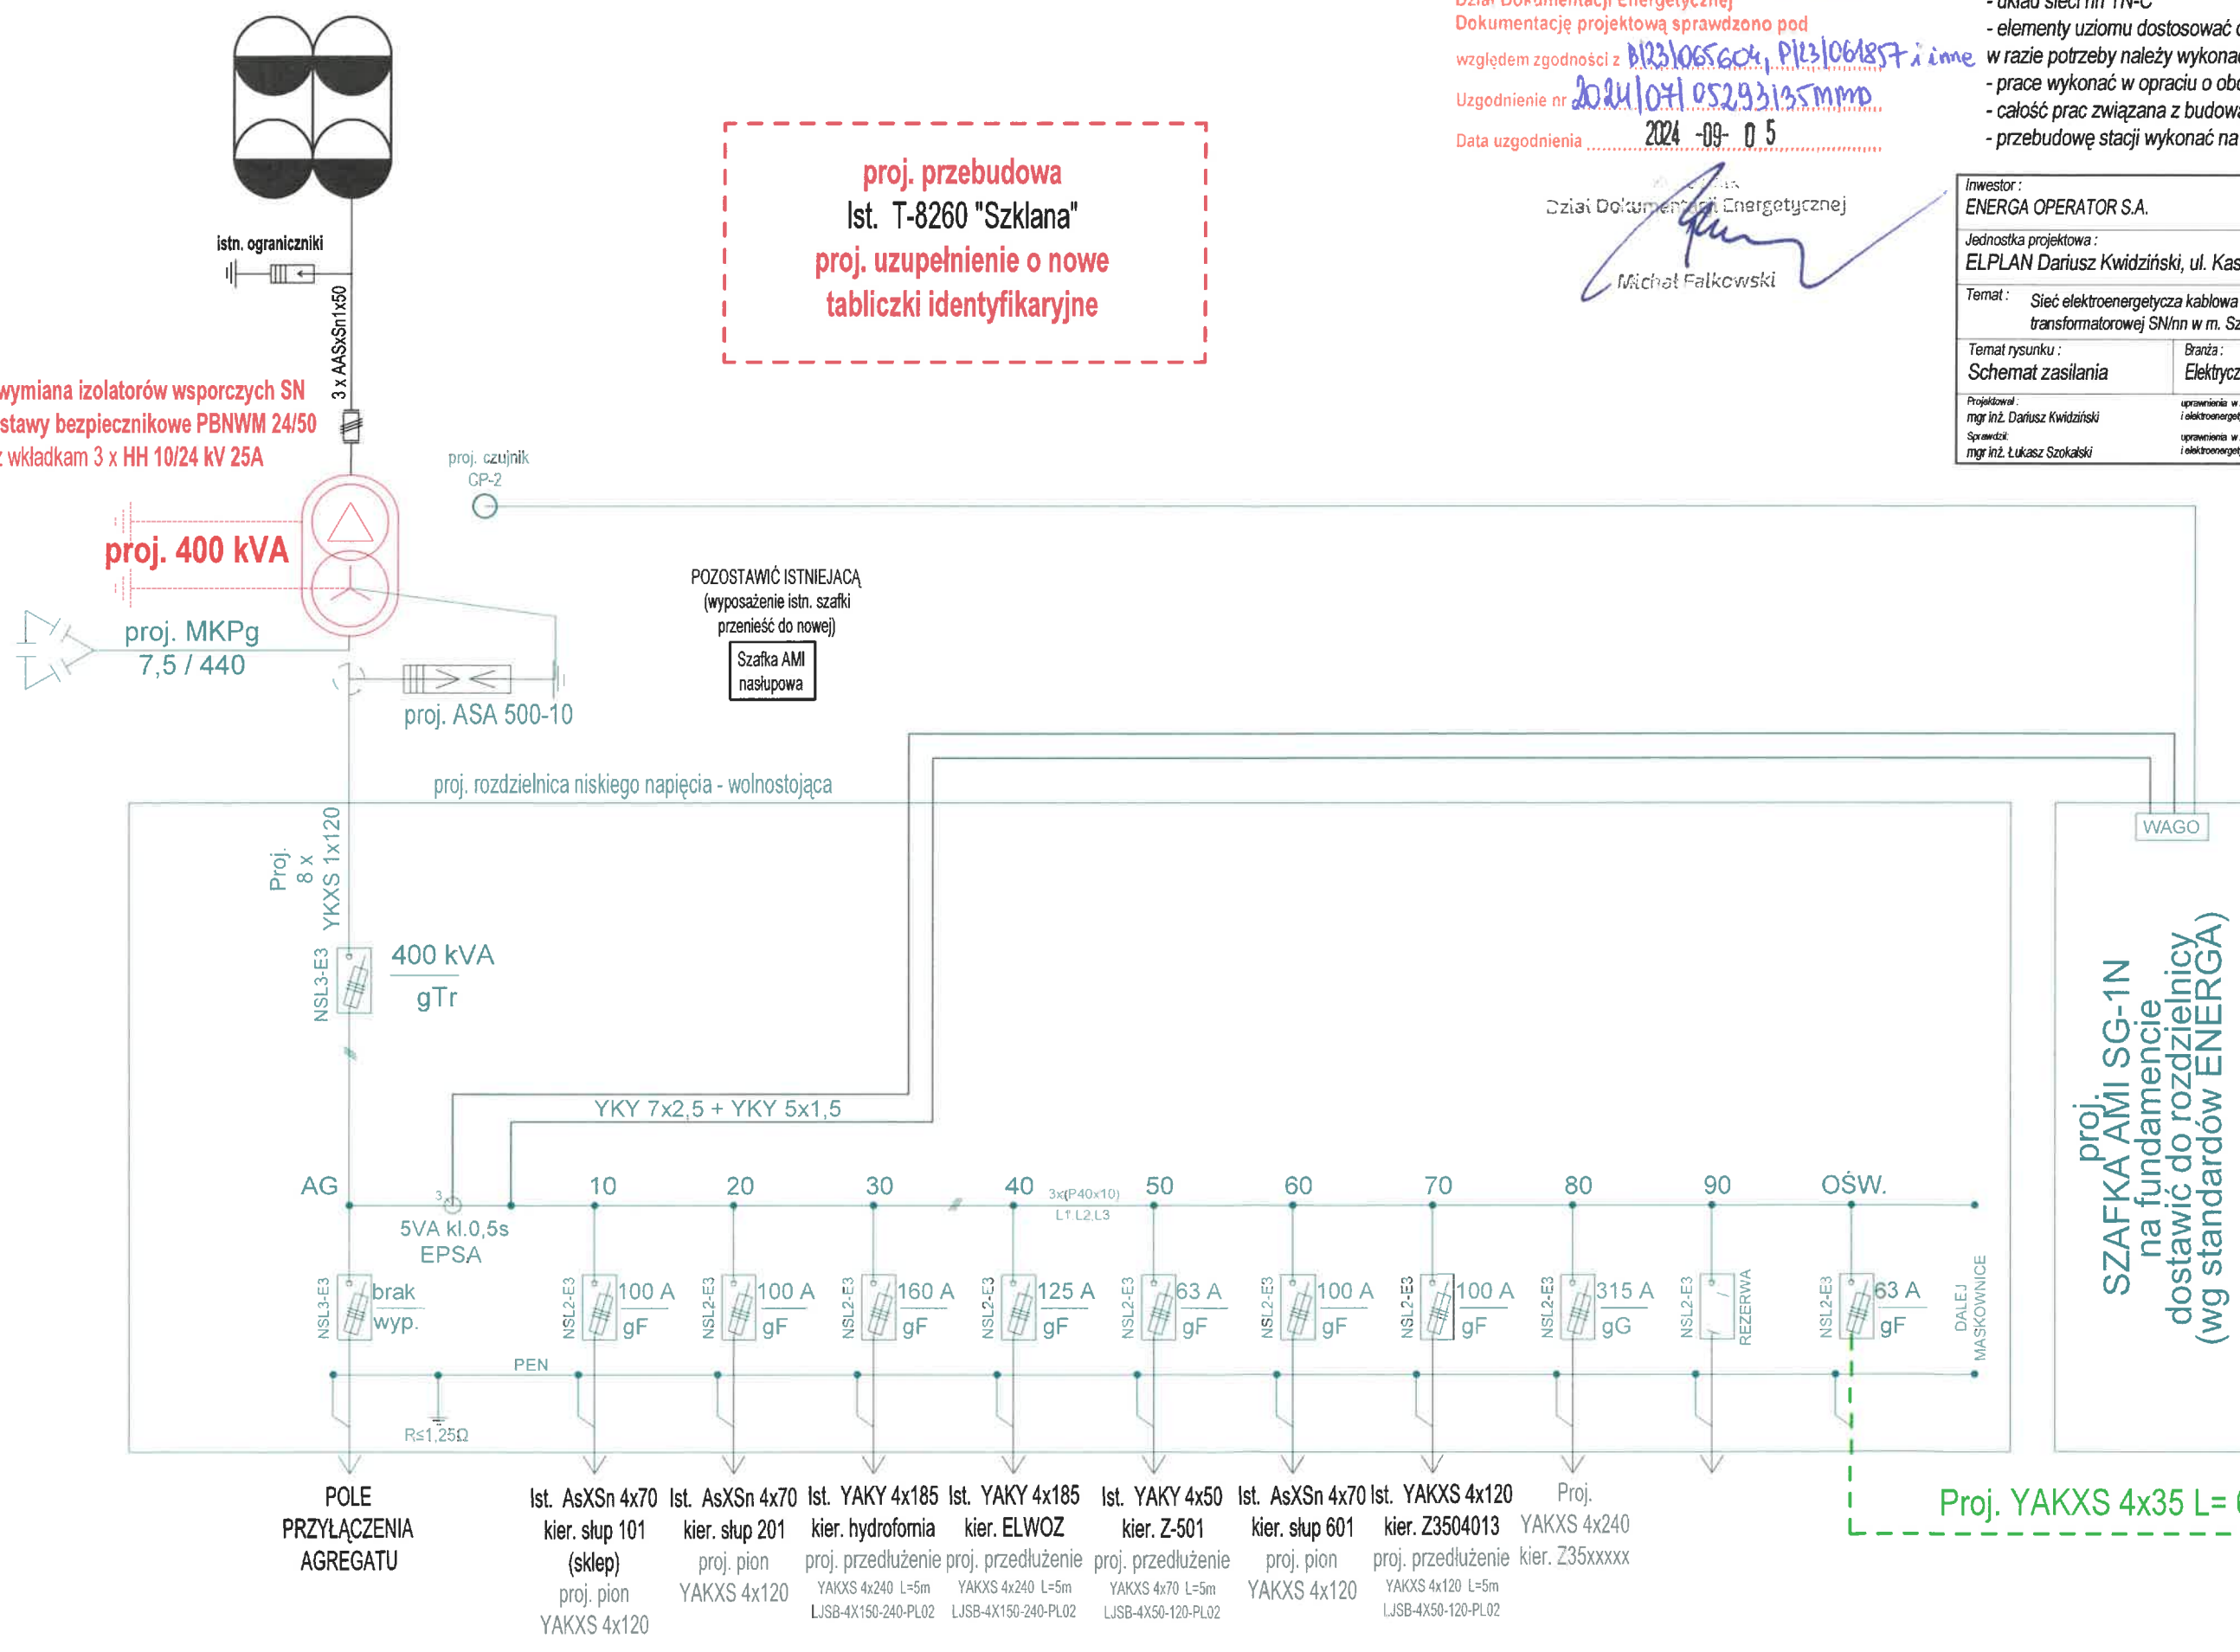 Dział Dokumentacji Energetycznej
Dokumentację projektową sprawdzono pod
względem zgodności z B/23/065604, P/23/061857 i inne
Uzgodnienie nr 2024/07/05293135MMD
Data uzgodnienia 2024 -09- 0 5
Dział Dokumentacji Energetycznej
Michał Falkowski
- układ sieci nn TN-C
- elementy uziomu dostosować
w razie potrzeby należy wykonać
- prace wykonać w opraciu o
- całość prac związana z
- przebudowę stacji wykonać na
Inwestor :
ENERGA OPERATOR S.A.
Jednostka projektowa :
ELPLAN Dariusz Kwidziński, ul. Kas
Temat : Sieć elektroenergetycza kablowa
transformatorowej SN/nn w m. Sz
Temat rysunku :
Schemat zasilania
Branża :
Elektrycz
Projektował :
mgr inż. Dariusz Kwidziński
uprawnienia w
i elektroenerget
Sprawdził:
mgr inż. Łukasz Szokalski
uprawnienia w
i elektroenerget
proj. przebudowa
Ist. T-8260 "Szklana"
proj. uzupełnienie o nowe
tabliczki identyfikaryjne
istn. ograniczniki
3 x AASxSn1x50
wymiana izolatorów wsporczych SN
stawy bezpiecznikowe PBNWM 24/50
z wkładkam 3 x HH 10/24 kV 25A
proj. czujnik
CP-2
proj. 400 kVA
proj. MKPg
7,5 / 440
proj. ASA 500-10
POZOSTAWIĆ ISTNIEJACĄ
(wyposażenie istn. szafki
przenieść do nowej)
Szafka AMI
nasłupowa
proj. rozdzielnica niskiego napięcia - wolnostojąca
WAGO
Proj.
8 x
YKXS 1x120
NSL3-E3
400 kVA
gTr
YKY 7x2,5 + YKY 5x1,5
proj.
SZAFKA AMI SG-1N
na fundamencie
dostawić do rozdzielnicy
(wg standardów ENERGA)
AG
3
5VA kl.0,5s
EPSA
10
20
30
40
3x(P40x10)
L1 L2,L3
50
60
70
80
90
OŚW.
NSL3-E3
brak
wyp.
NSL2-E3
100 A
gF
NSL2-E3
100 A
gF
NSL2-E3
160 A
gF
NSL2-E3
125 A
gF
NSL2-E3
63 A
gF
NSL2-E3
100 A
gF
NSL2-E3
100 A
gF
NSL2-E3
315 A
gG
NSL2-E3
REZERWA
NSL2-E3
63 A
gF
DALEJ
MASKOWNICE
PEN
R≤1,25Ω
POLE
PRZYŁĄCZENIA
AGREGATU
Ist. AsXSn 4x70
kier. słup 101
(sklep)
proj. pion
YAKXS 4x120
Ist. AsXSn 4x70
kier. słup 201
proj. pion
YAKXS 4x120
Ist. YAKY 4x185
kier. hydrofornia
proj. przedłużenie
YAKXS 4x240 L=5m
LJSB-4X150-240-PL02
Ist. YAKY 4x185
kier. ELWOZ
proj. przedłużenie
YAKXS 4x240 L=5m
LJSB-4X150-240-PL02
Ist. YAKY 4x50
kier. Z-501
proj. przedłużenie
YAKXS 4x70 L=5m
LJSB-4X50-120-PL02
Ist. AsXSn 4x70
kier. słup 601
proj. pion
YAKXS 4x120
Ist. YAKXS 4x120
kier. Z3504013
proj. przedłużenie
YAKXS 4x120 L=5m
LJSB-4X50-120-PL02
Proj.
YAKXS 4x240
kier. Z35xxxxx
Proj. YAKXS 4x35 L=